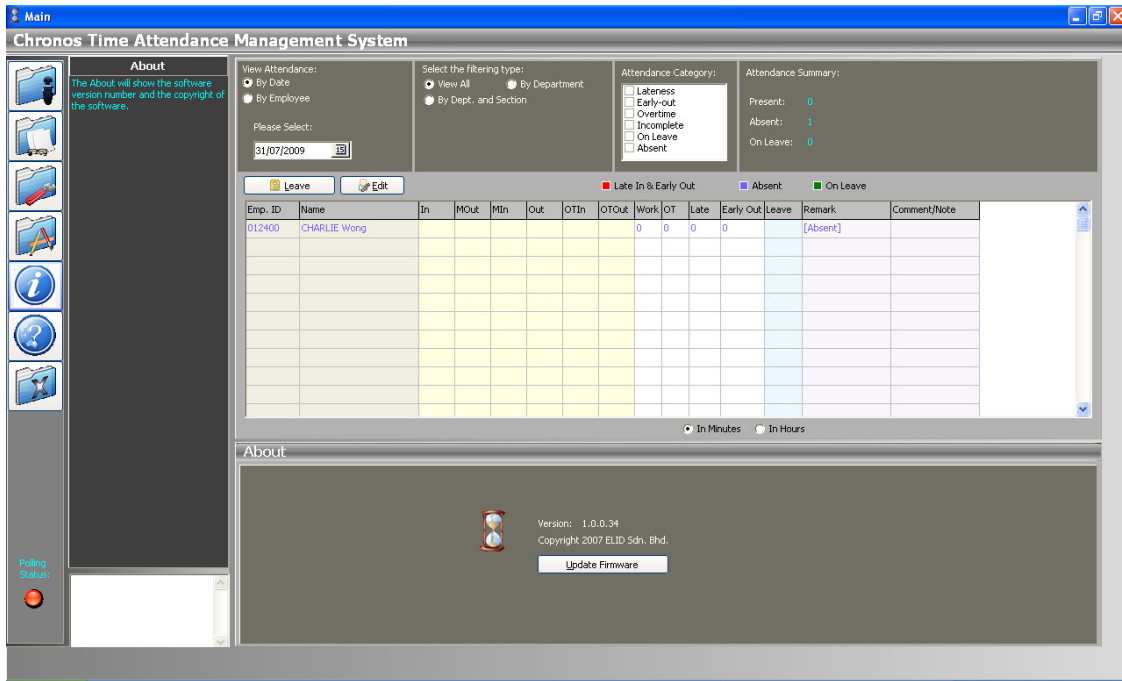 Main
Chronos Time Attendance Management System
About
The About will show the software
version number and the copyright of
the software.
Polling
Status:
View Attendance:
By Date
By Employee
Please Select:
31/07/2009
15
Select the filtering type:
View All By Department
By Dept. and Section
Attendance Category:
Lateness
Early-out
Overtime
Incomplete
On Leave
Absent
Attendance Summary:
Present: 0
Absent: 1
On Leave: 0
Leave Edit
Late In & Early Out Absent On Leave
Emp. ID Name In MOut MIn Out OTIn OTOut Work OT Late Early Out Leave Remark Comment/Note
012400 CHARLIE Wong 0 0 0 0 [Absent]
In Minutes In Hours
About
Version: 1.0.0.34
Copyright 2007 ELID Sdn. Bhd.
Update Firmware